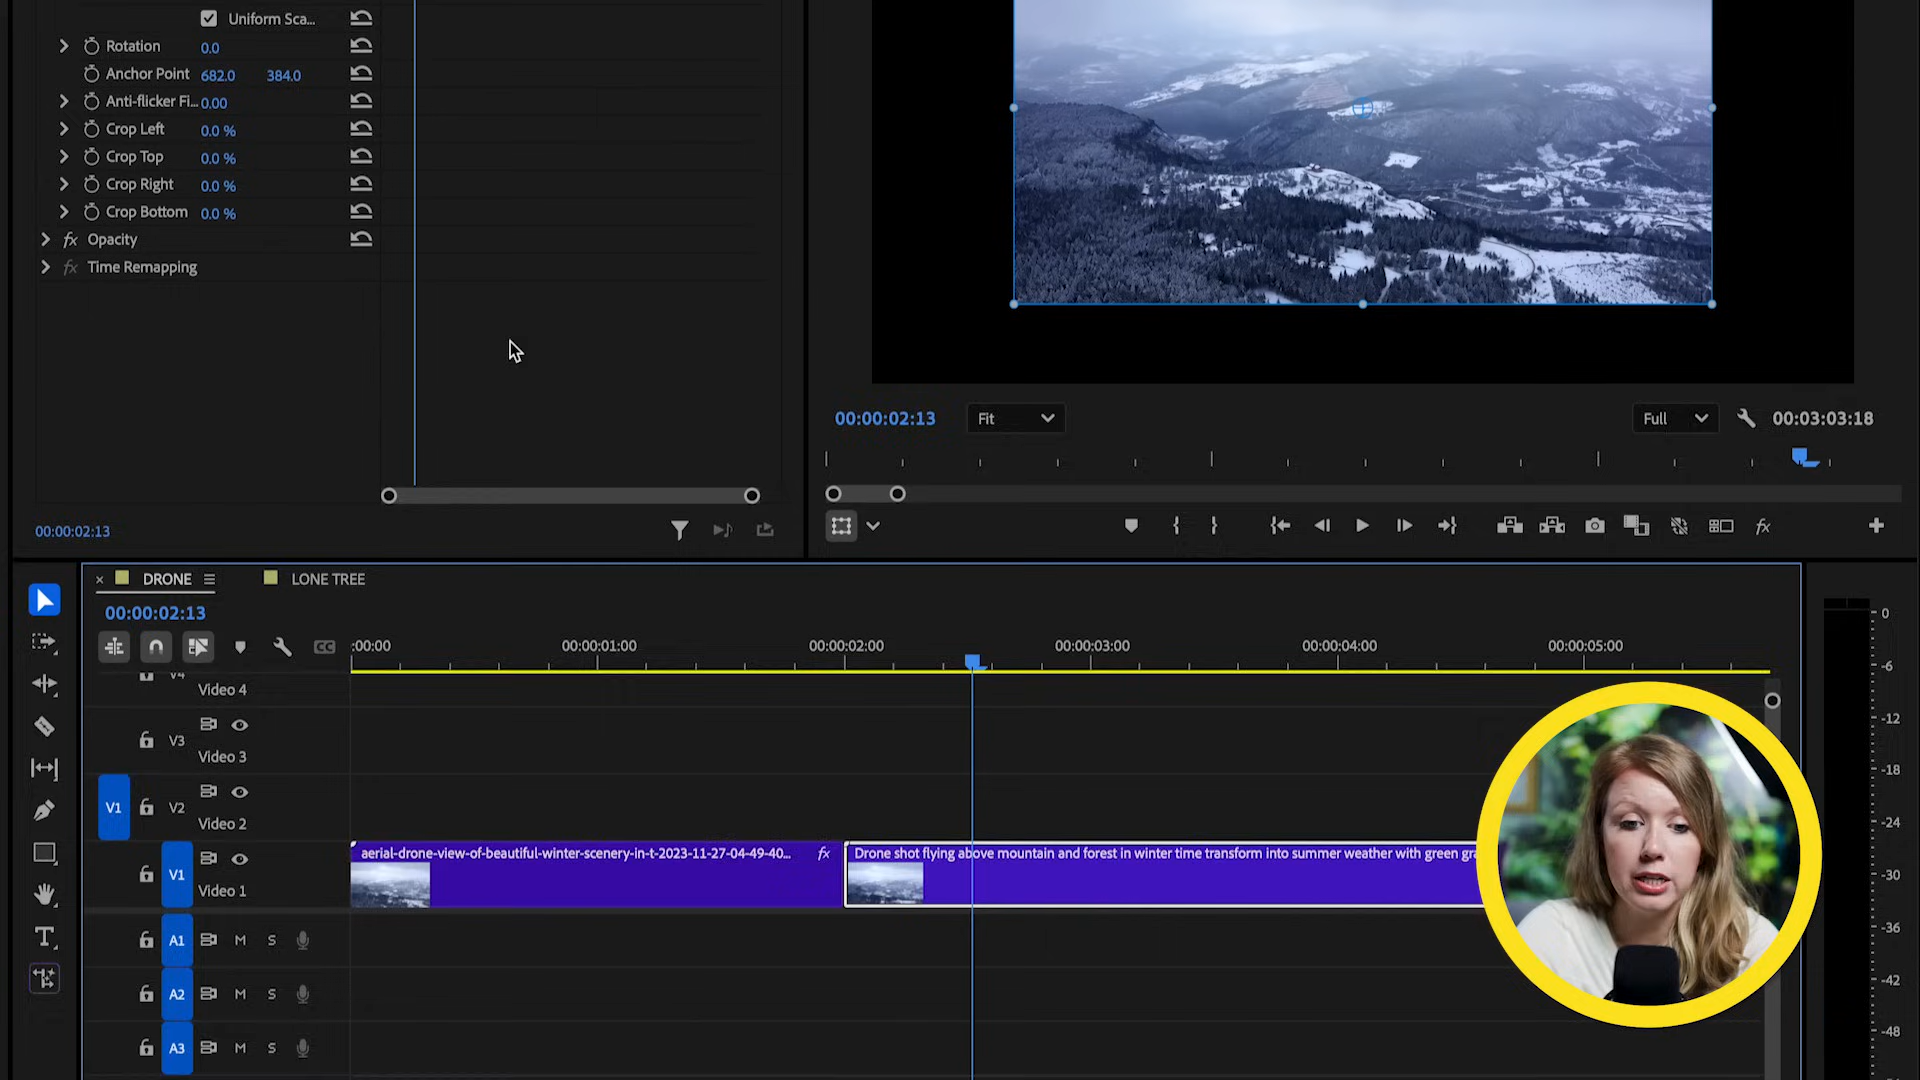 Uniform Sca...
Rotation 0.0
Anchor Point 682.0 384.0
Anti-flicker Fi... 0.00
Crop Left 0.0 %
Crop Top 0.0 %
Crop Right 0.0 %
Crop Bottom 0.0 %
fx Opacity
fx Time Remapping
00:00:02:13
00:00:02:13 Fit Full 00:03:03:18
fx
× DRONE LONE TREE
00:00:02:13
CC
:00:00 00:00:01:00 00:00:02:00 00:00:03:00 00:00:04:00 00:00:05:00
V4
Video 4
V3
Video 3
V1 V2
Video 2
V1
Video 1
aerial-drone-view-of-beautiful-winter-scenery-in-t-2023-11-27-04-49-40... fx
Drone shot flying above mountain and forest in winter time transform into summer weather with green gra
A1 M S
A2 M S
A3 M S
T
0
-6
-12
-18
-24
-30
-36
-42
-48